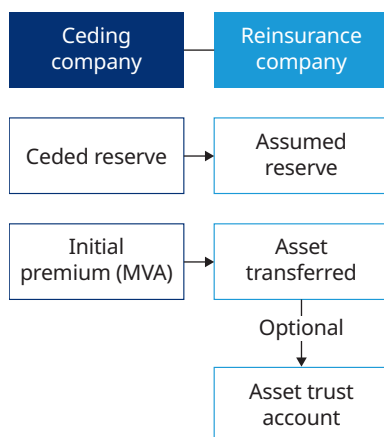 Ceding
company
Reinsurance
company
Ceded reserve
Assumed
reserve
Initial
premium (MVA)
Asset
transferred
Optional
Asset trust
account